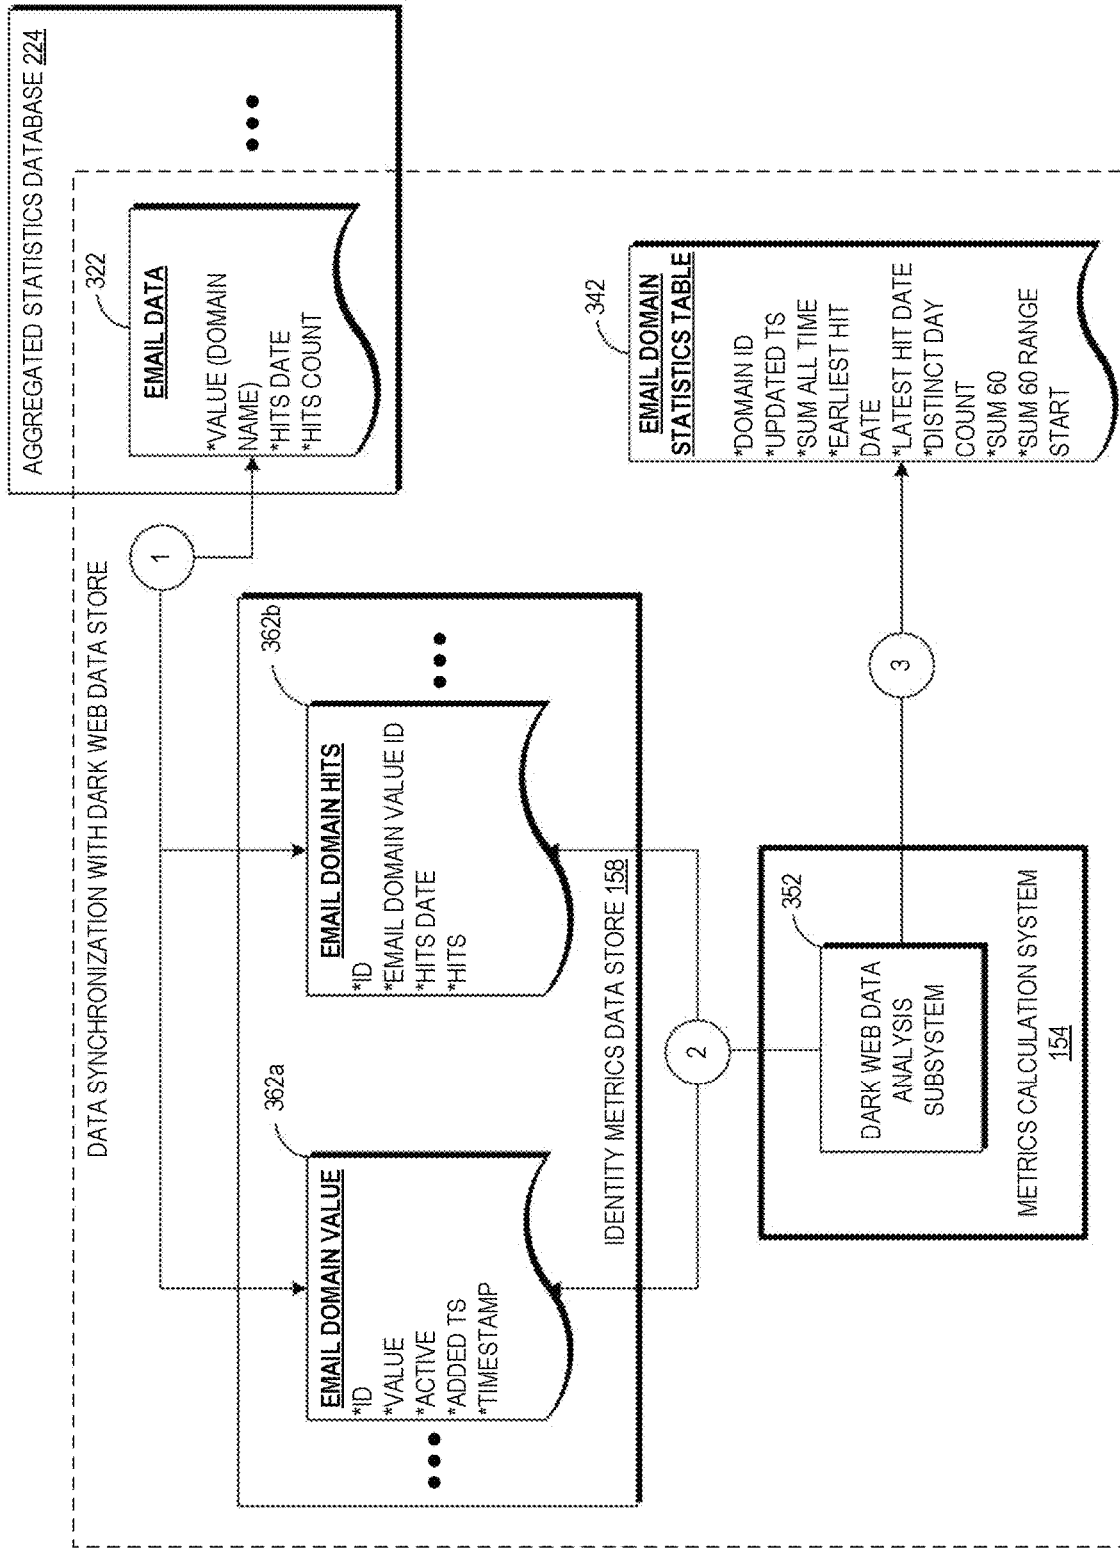 AGGREGATED STATISTICS DATABASE 224
DATA SYNCHRONIZATION WITH DARK WEB DATA STORE
1
322
EMAIL DATA
*VALUE (DOMAIN
NAME)
*HITS DATE
*HITS COUNT
362a
EMAIL DOMAIN VALUE
*ID
*VALUE
*ACTIVE
*ADDED TS
*TIMESTAMP
362b
EMAIL DOMAIN HITS
*ID
*EMAIL DOMAIN VALUE ID
*HITS DATE
*HITS
IDENTITY METRICS DATA STORE 158
2
352
DARK WEB DATA
ANALYSIS
SUBSYSTEM
METRICS CALCULATION SYSTEM
154
3
342
EMAIL DOMAIN
STATISTICS TABLE
*DOMAIN ID
*UPDATED TS
*SUM ALL TIME
*EARLIEST HIT
DATE
*LATEST HIT DATE
*DISTINCT DAY
COUNT
*SUM 60
*SUM 60 RANGE
START